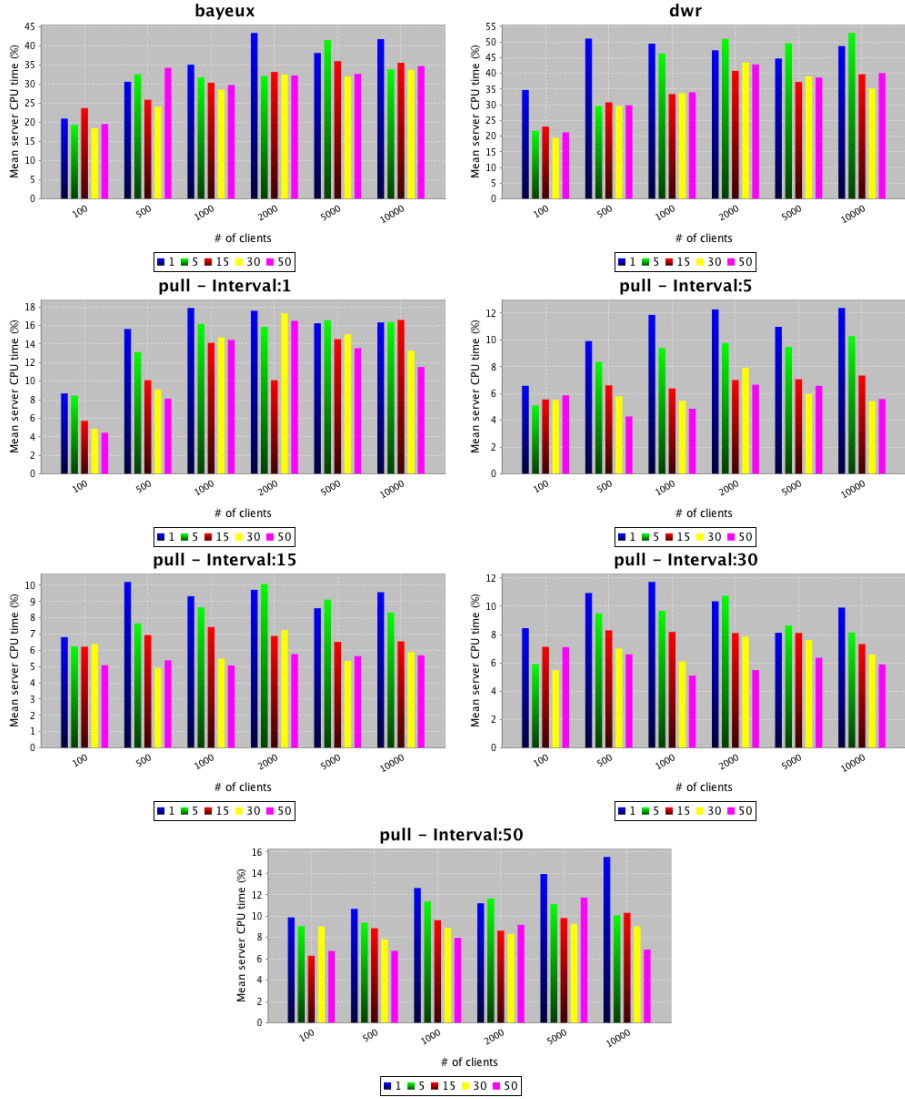 bayeux
Mean server CPU time (%)
45
40
35
30
25
20
15
10
5
0
100 500 1000 2000 5000 10000
# of clients
1 5 15 30 50
dwr
Mean server CPU time (%)
55
50
45
40
35
30
25
20
15
10
5
0
100 500 1000 2000 5000 10000
# of clients
1 5 15 30 50
pull - Interval:1
Mean server CPU time (%)
18
16
14
12
10
8
6
4
2
0
100 500 1000 2000 5000 10000
# of clients
1 5 15 30 50
pull - Interval:5
Mean server CPU time (%)
12
10
8
6
4
2
0
100 500 1000 2000 5000 10000
# of clients
1 5 15 30 50
pull - Interval:15
Mean server CPU time (%)
10
9
8
7
6
5
4
3
2
1
0
100 500 1000 2000 5000 10000
# of clients
1 5 15 30 50
pull - Interval:30
Mean server CPU time (%)
12
10
8
6
4
2
0
100 500 1000 2000 5000 10000
# of clients
1 5 15 30 50
pull - Interval:50
Mean server CPU time (%)
16
14
12
10
8
6
4
2
0
100 500 1000 2000 5000 10000
# of clients
1 5 15 30 50